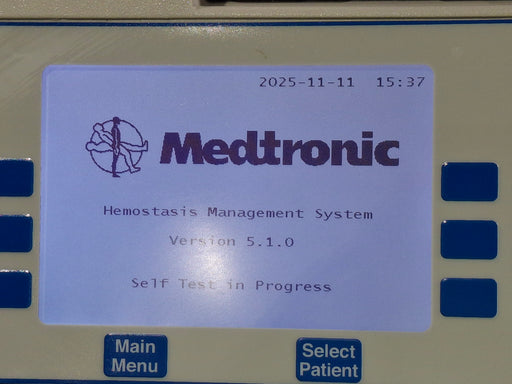 2025-11-11 15:37
Medtronic
Hemostasis Management System
Version 5.1.0
Self Test in Progress
Main
Menu
Select
Patient